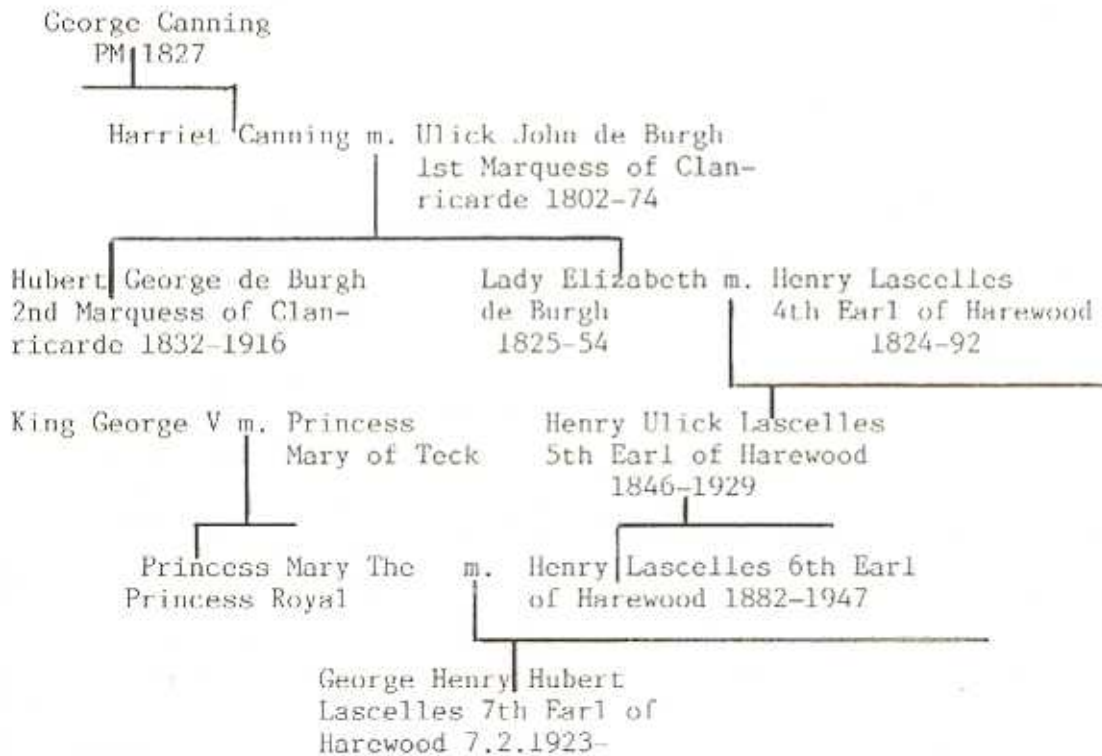 George Canning
PM 1827
Harriet Canning m. Ulick John de Burgh
1st Marquess of Clan-
ricarde 1802-74
Hubert George de Burgh
2nd Marquess of Clan-
ricarde 1832-1916
Lady Elizabeth m. Henry Lascelles
de Burgh
1825-54
4th Earl of Harewood
1824-92
King George V m. Princess
Mary of Teck
Henry Ulick Lascelles
5th Earl of Harewood
1846-1929
Princess Mary The m. Henry Lascelles 6th Earl
Princess Royal
of Harewood 1882-1947
George Henry Hubert
Lascelles 7th Earl of
Harewood 7.2.1923-